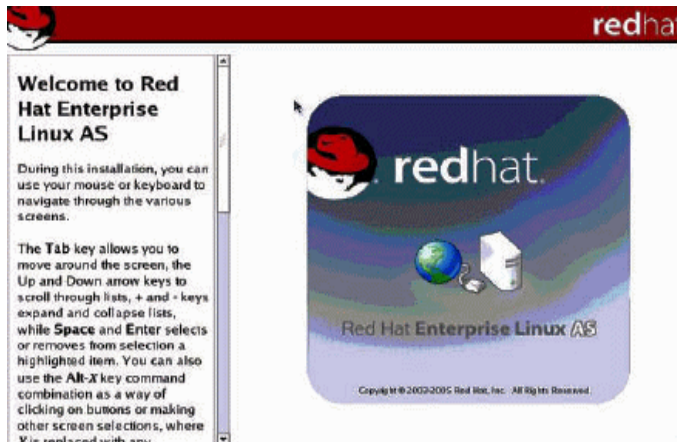 redhat
Welcome to Red
Hat Enterprise
Linux AS
During this installation, you can
use your mouse or keyboard to
navigate through the various
screens.
The Tab key allows you to
move around the screen, the
Up and Down arrow keys to
scroll through lists, + and - keys
expand and collapse lists,
while Space and Enter selects
or removes from selection a
highlighted item. You can also
use the Alt-X key command
combination as a way of
clicking on buttons or making
other screen selections, where
X is replaced with any
redhat.
Red Hat Enterprise Linux AS
Copyright © 2003-2005 Red Hat, Inc. All Rights Reserved.